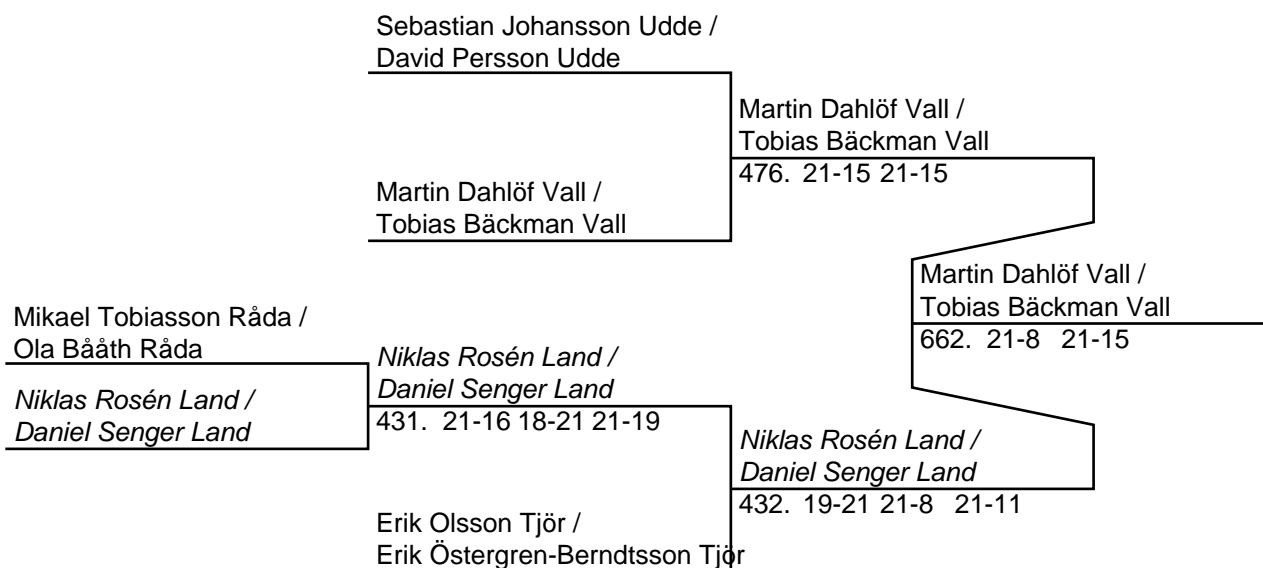 Sebastian Johansson Udde /
David Persson Udde
Martin Dahlöf Vall /
Tobias Bäckman Vall
476. 21-15 21-15
Martin Dahlöf Vall /
Tobias Bäckman Vall
Martin Dahlöf Vall /
Tobias Bäckman Vall
662. 21-8 21-15
Mikael Tobiasson Råda /
Ola Bååth Råda
Niklas Rosén Land /
Daniel Senger Land
431. 21-16 18-21 21-19
Niklas Rosén Land /
Daniel Senger Land
Niklas Rosén Land /
Daniel Senger Land
432. 19-21 21-8 21-11
Erik Olsson Tjör /
Erik Östergren-Berndtsson Tjör